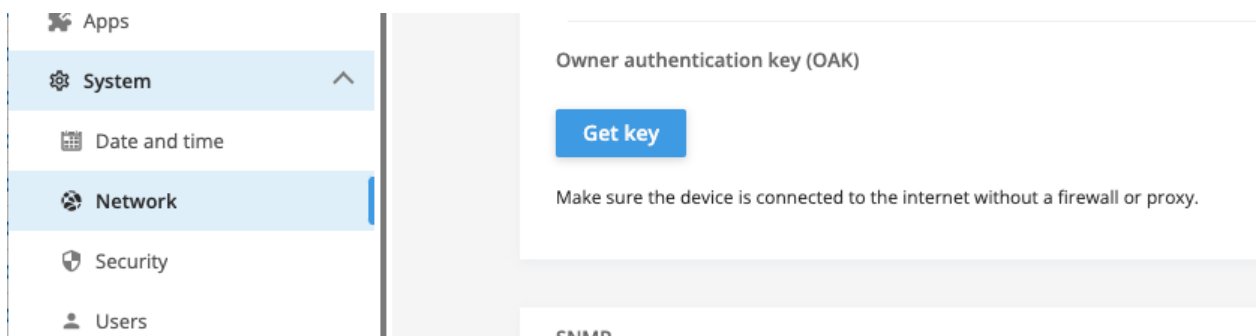 Apps
System
Date and time
Network
Security
Users
Owner authentication key (OAK)
Get key
Make sure the device is connected to the internet without a firewall or proxy.
SNMP